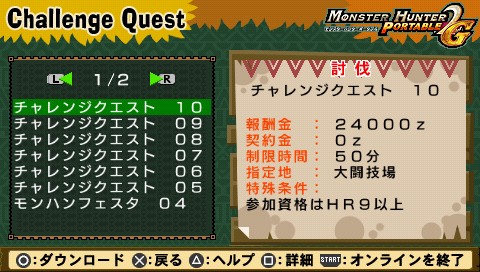 Challenge Quest
MONSTER HUNTER
PORTABLE 2nd G
L 1/2 R
チャレンジクエスト １０
チャレンジクエスト ０９
チャレンジクエスト ０８
チャレンジクエスト ０７
チャレンジクエスト ０６
チャレンジクエスト ０５
モンハンフェスタ ０４
討伐
チャレンジクエスト １０
報酬金 ： ２４０００ｚ
契約金 ： ０ｚ
制限時間： ５０分
指定地 ： 大闘技場
特殊条件：
参加資格はＨＲ９以上
◯:ダウンロード ✕:戻る △:ヘルプ □:詳細 START:オンラインを終了